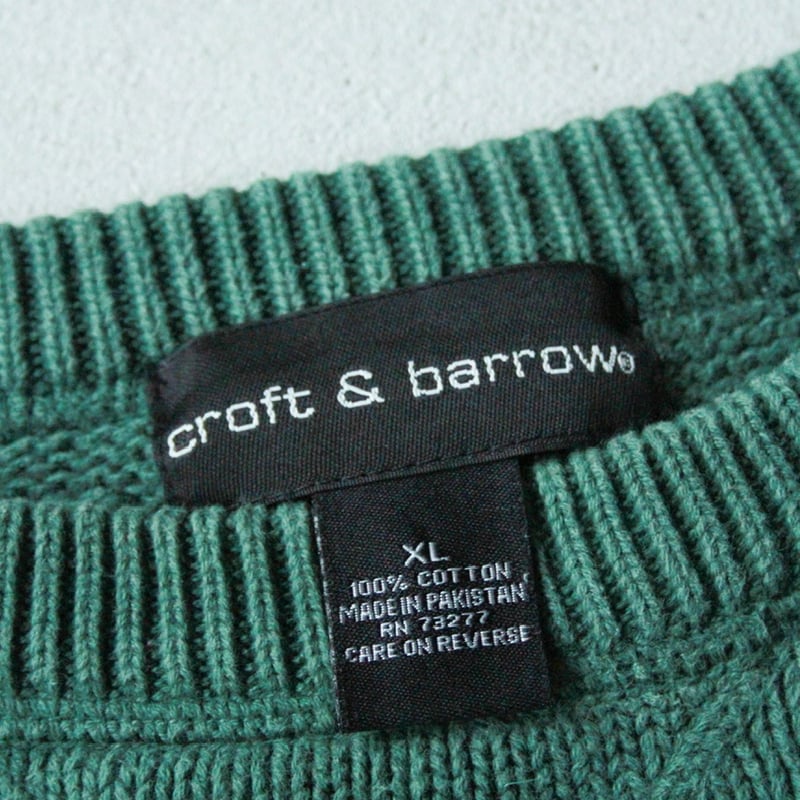 croft & barrow®
XL
100% COTTON
MADE IN PAKISTAN
RN 73277
CARE ON REVERSE